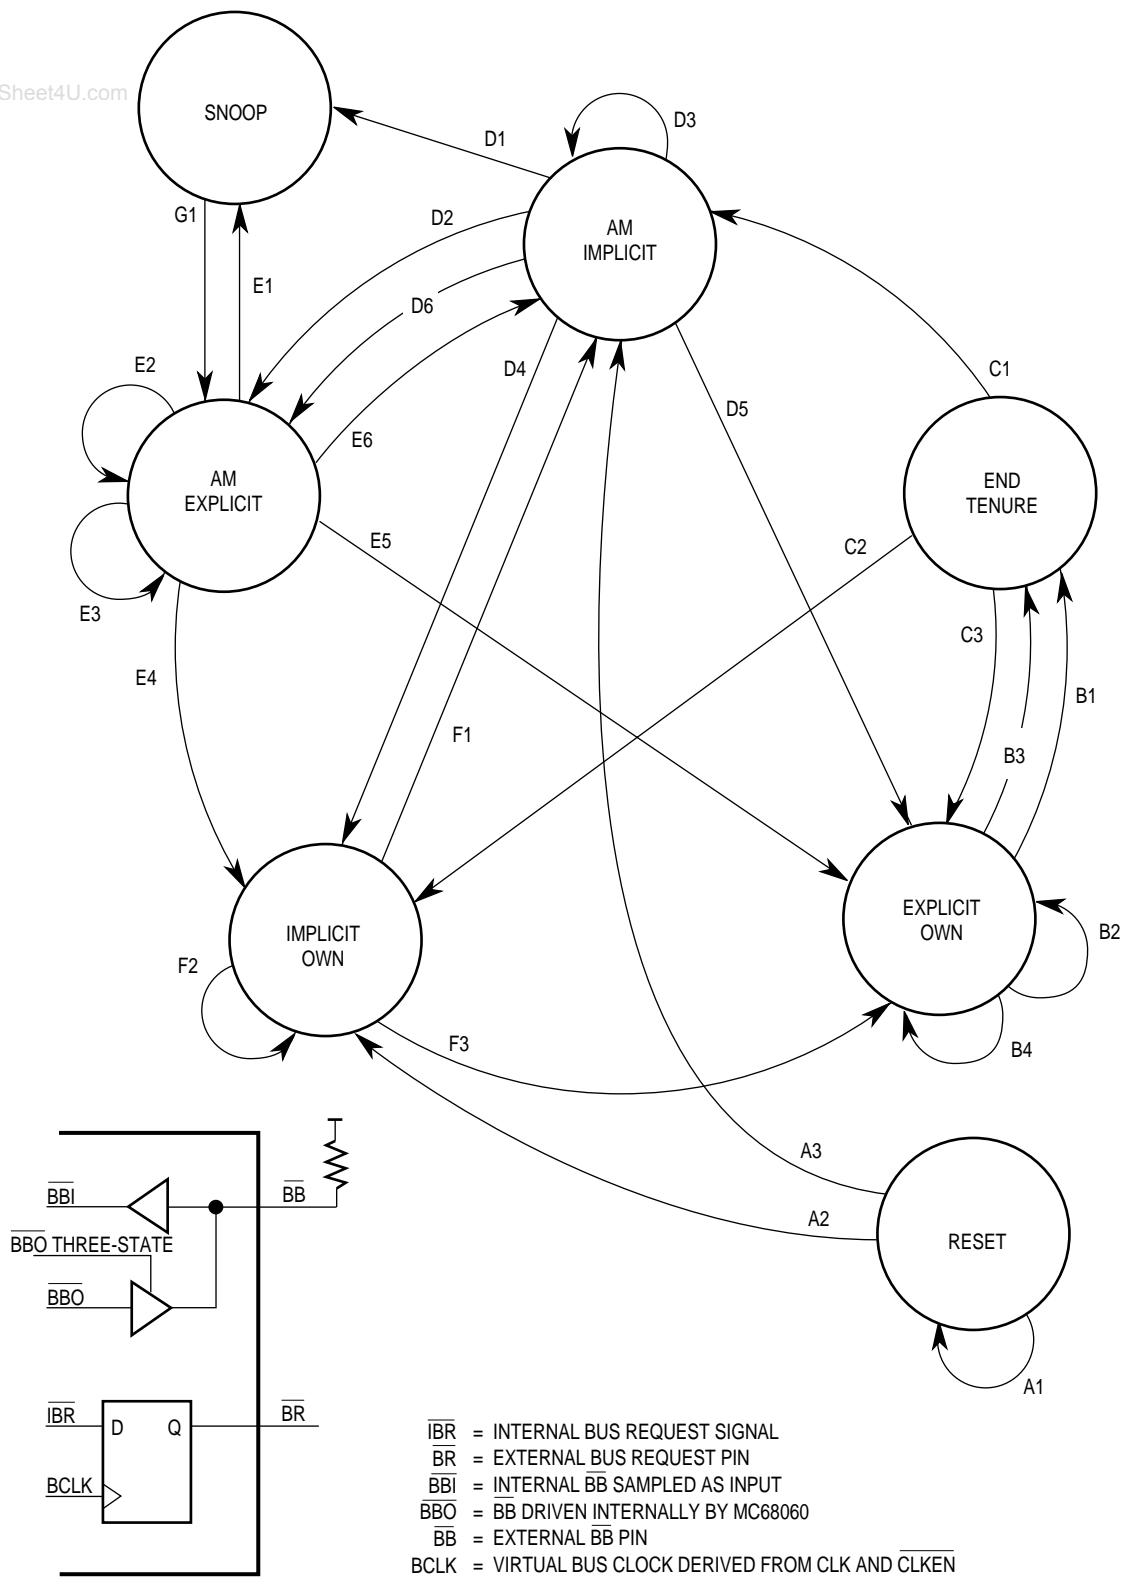 Sheet4U.com
SNOOP
D1
D3
G1
D2
AM
IMPLICIT
E1
D6
E2
D4
C1
D5
E6
AM
EXPLICIT
END
TENURE
E5
C2
E3
C3
E4
B1
F1
B3
EXPLICIT
OWN
IMPLICIT
OWN
B2
F2
F3
B4
A3
A2
RESET
A1
BBI
BB
BBO THREE-STATE
BBO
IBR
D
Q
BR
BCLK
IBR = INTERNAL BUS REQUEST SIGNAL
BR = EXTERNAL BUS REQUEST PIN
BBI = INTERNAL BB SAMPLED AS INPUT
BBO = BB DRIVEN INTERNALLY BY MC68060
BB = EXTERNAL BB PIN
BCLK = VIRTUAL BUS CLOCK DERIVED FROM CLK AND CLKEN